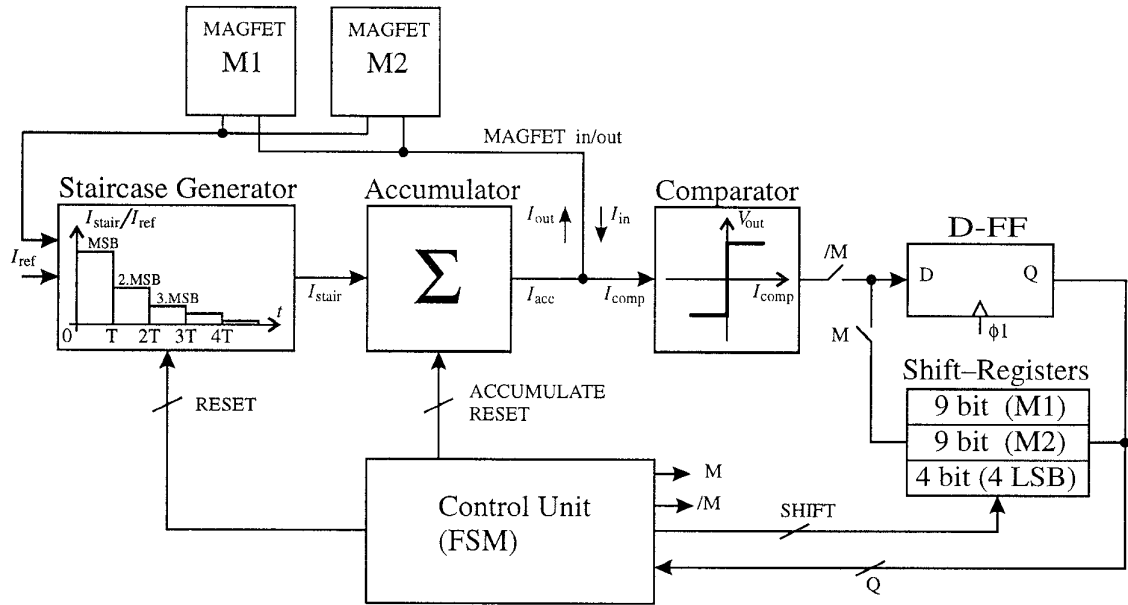 MAGFET
M1
MAGFET
M2
MAGFET in/out
Staircase Generator
Accumulator
Comparator
D-FF
I_stair/I_ref
MSB
2.MSB
3.MSB
t
0
T
2T
3T
4T
I_ref
I_stair
Σ
I_out
I_in
I_acc
I_comp
V_out
I_comp
/M
M
D
Q
ϕ1
Shift–Registers
9 bit (M1)
9 bit (M2)
4 bit (4 LSB)
RESET
ACCUMULATE
RESET
Control Unit
(FSM)
M
/M
SHIFT
Q